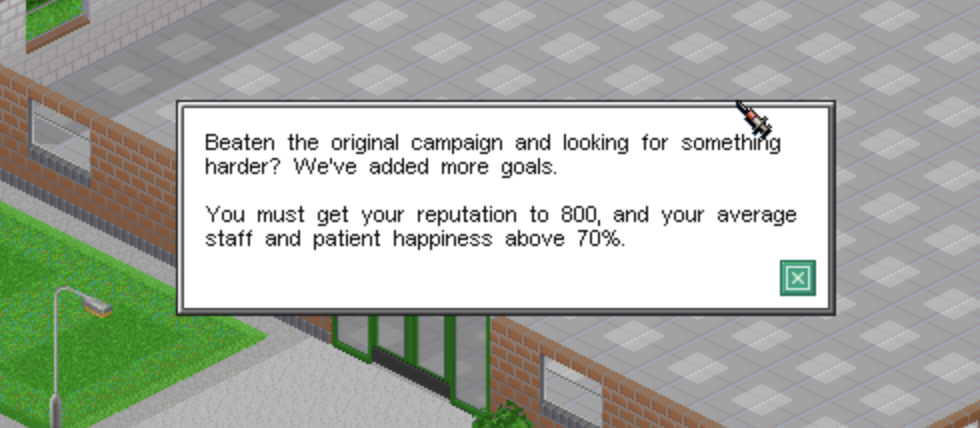 Beaten the original campaign and looking for something
harder? We've added more goals.
You must get your reputation to 800, and your average
staff and patient happiness above 70%.